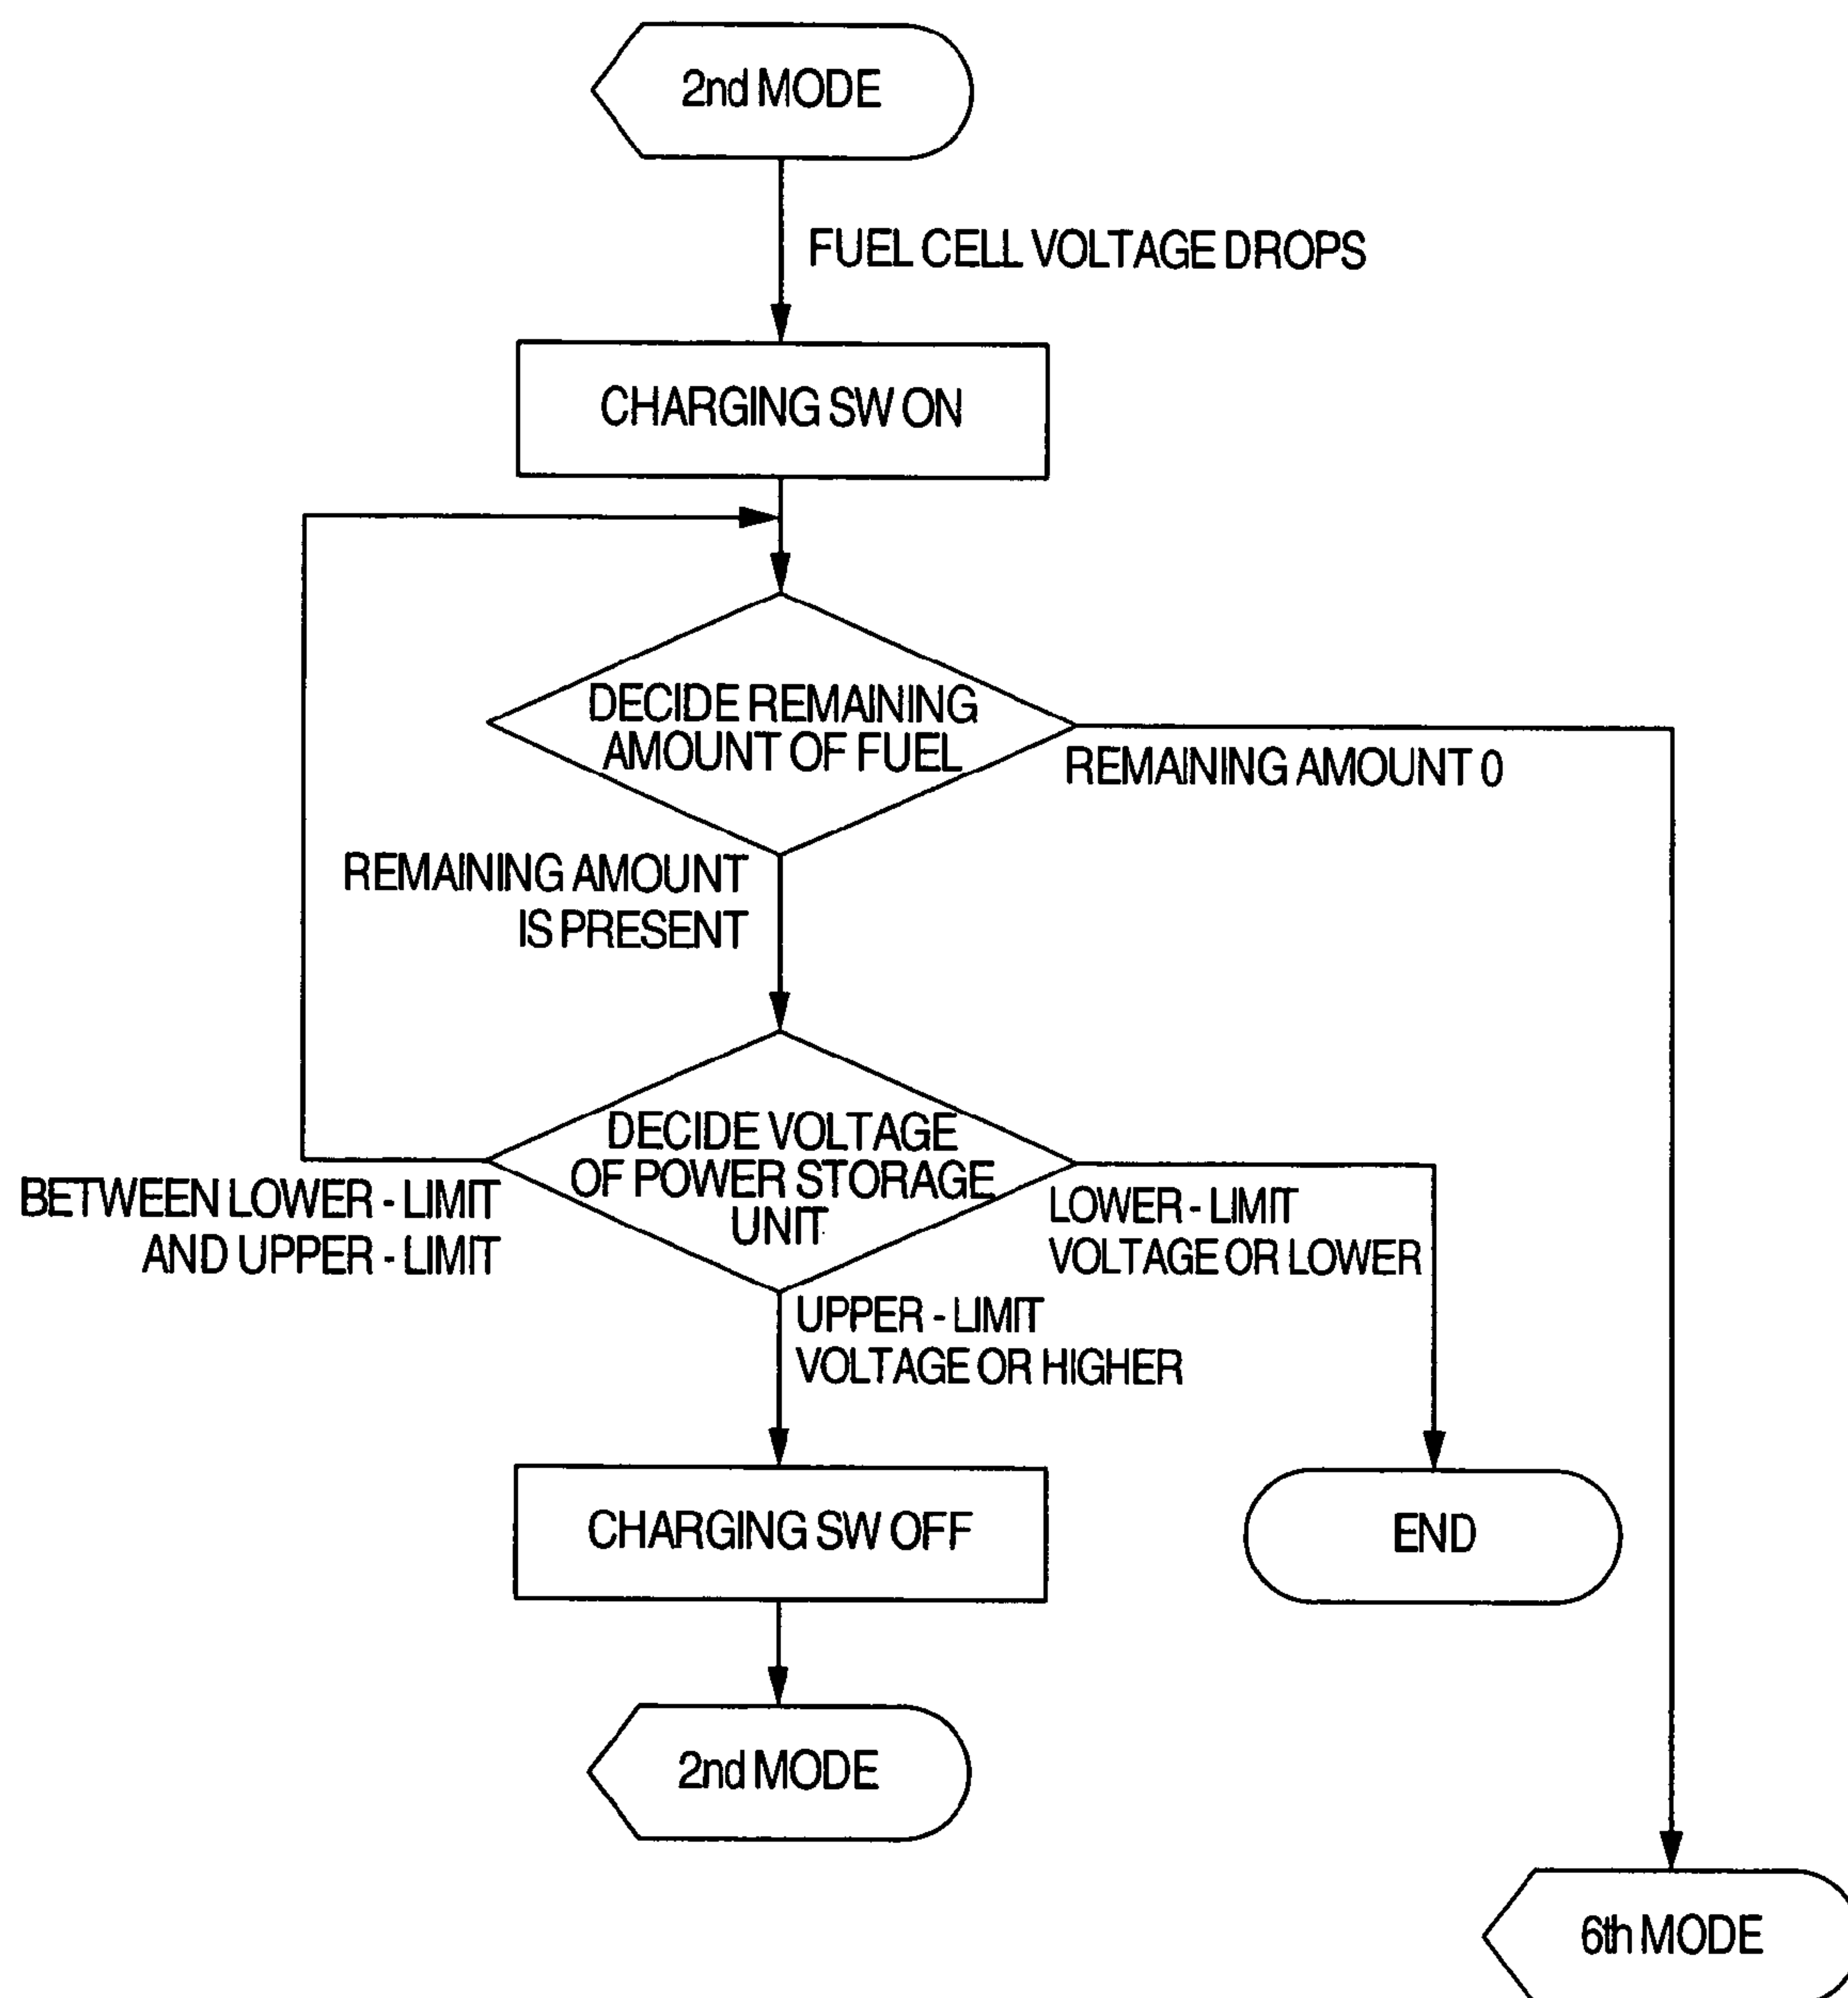 2nd MODE
FUEL CELL VOLTAGE DROPS
CHARGING SW ON
DECIDE REMAINING
AMOUNT OF FUEL
REMAINING AMOUNT 0
REMAINING AMOUNT
IS PRESENT
DECIDE VOLTAGE
OF POWER STORAGE
UNIT
BETWEEN LOWER - LIMIT
AND UPPER - LIMIT
LOWER - LIMIT
VOLTAGE OR LOWER
UPPER - LIMIT
VOLTAGE OR HIGHER
CHARGING SW OFF
END
2nd MODE
6th MODE